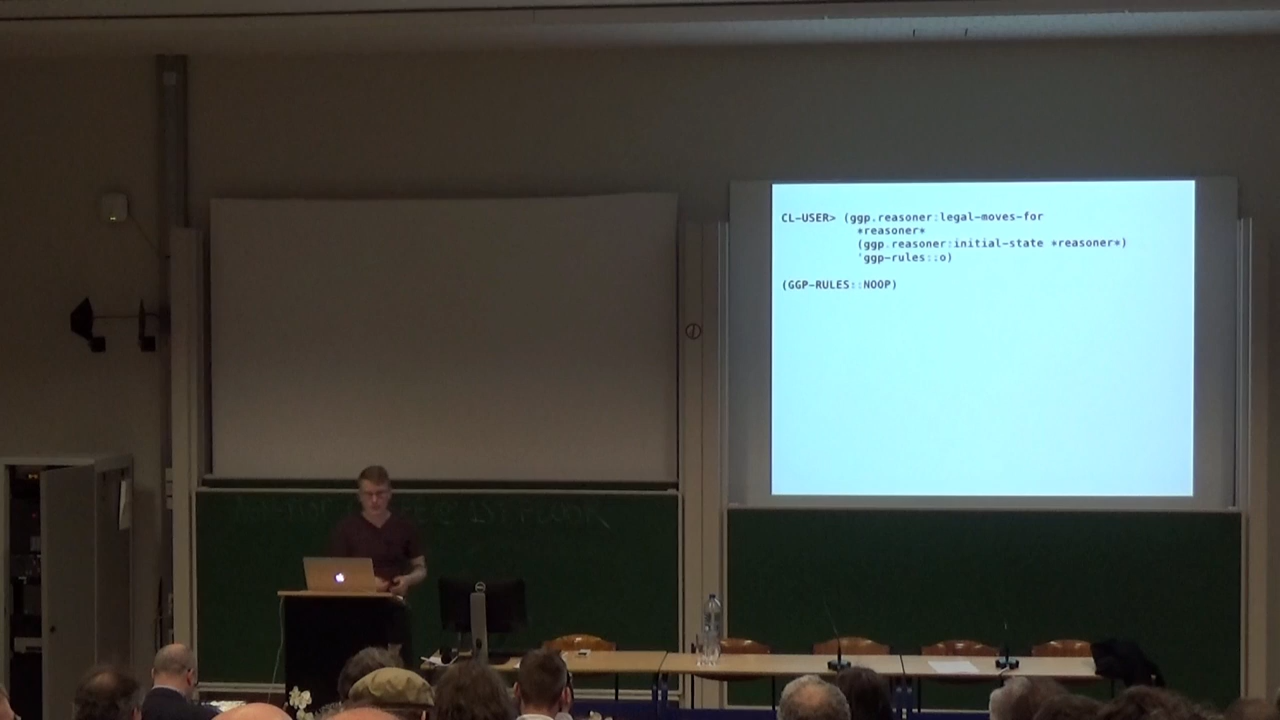 CL-USER> (ggp.reasoner:legal-moves-for
*reasoner*
(ggp.reasoner:initial-state *reasoner*)
'ggp-rules::o)
(GGP-RULES::NOOP)